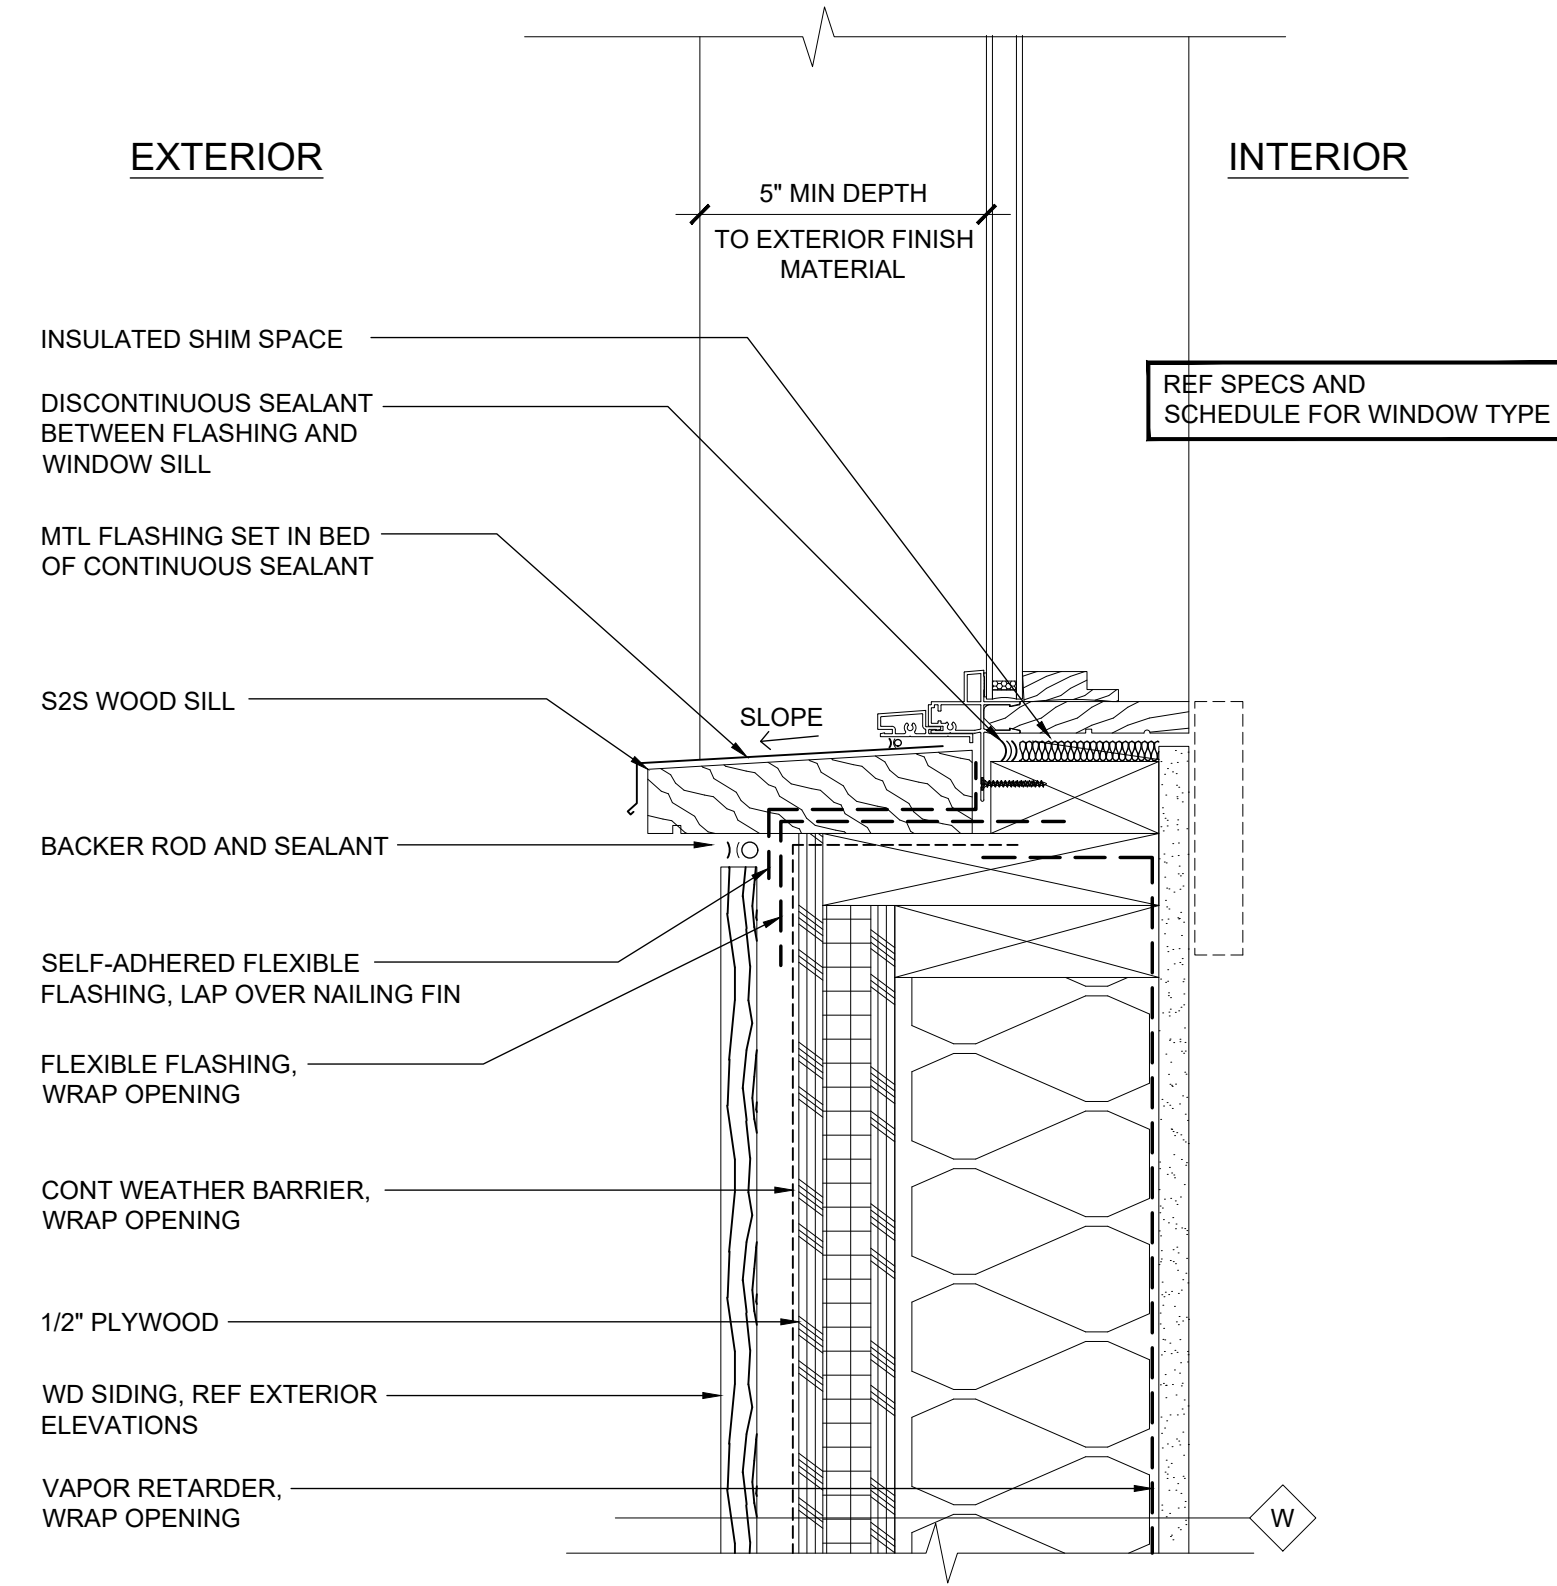 EXTERIOR
INTERIOR
5" MIN DEPTH
TO EXTERIOR FINISH
MATERIAL
INSULATED SHIM SPACE
REF SPECS AND
SCHEDULE FOR WINDOW TYPE
DISCONTINUOUS SEALANT
BETWEEN FLASHING AND
WINDOW SILL
MTL FLASHING SET IN BED
OF CONTINUOUS SEALANT
S2S WOOD SILL
SLOPE
BACKER ROD AND SEALANT
SELF-ADHERED FLEXIBLE
FLASHING, LAP OVER NAILING FIN
FLEXIBLE FLASHING,
WRAP OPENING
CONT WEATHER BARRIER,
WRAP OPENING
1/2" PLYWOOD
WD SIDING, REF EXTERIOR
ELEVATIONS
VAPOR RETARDER,
WRAP OPENING
W